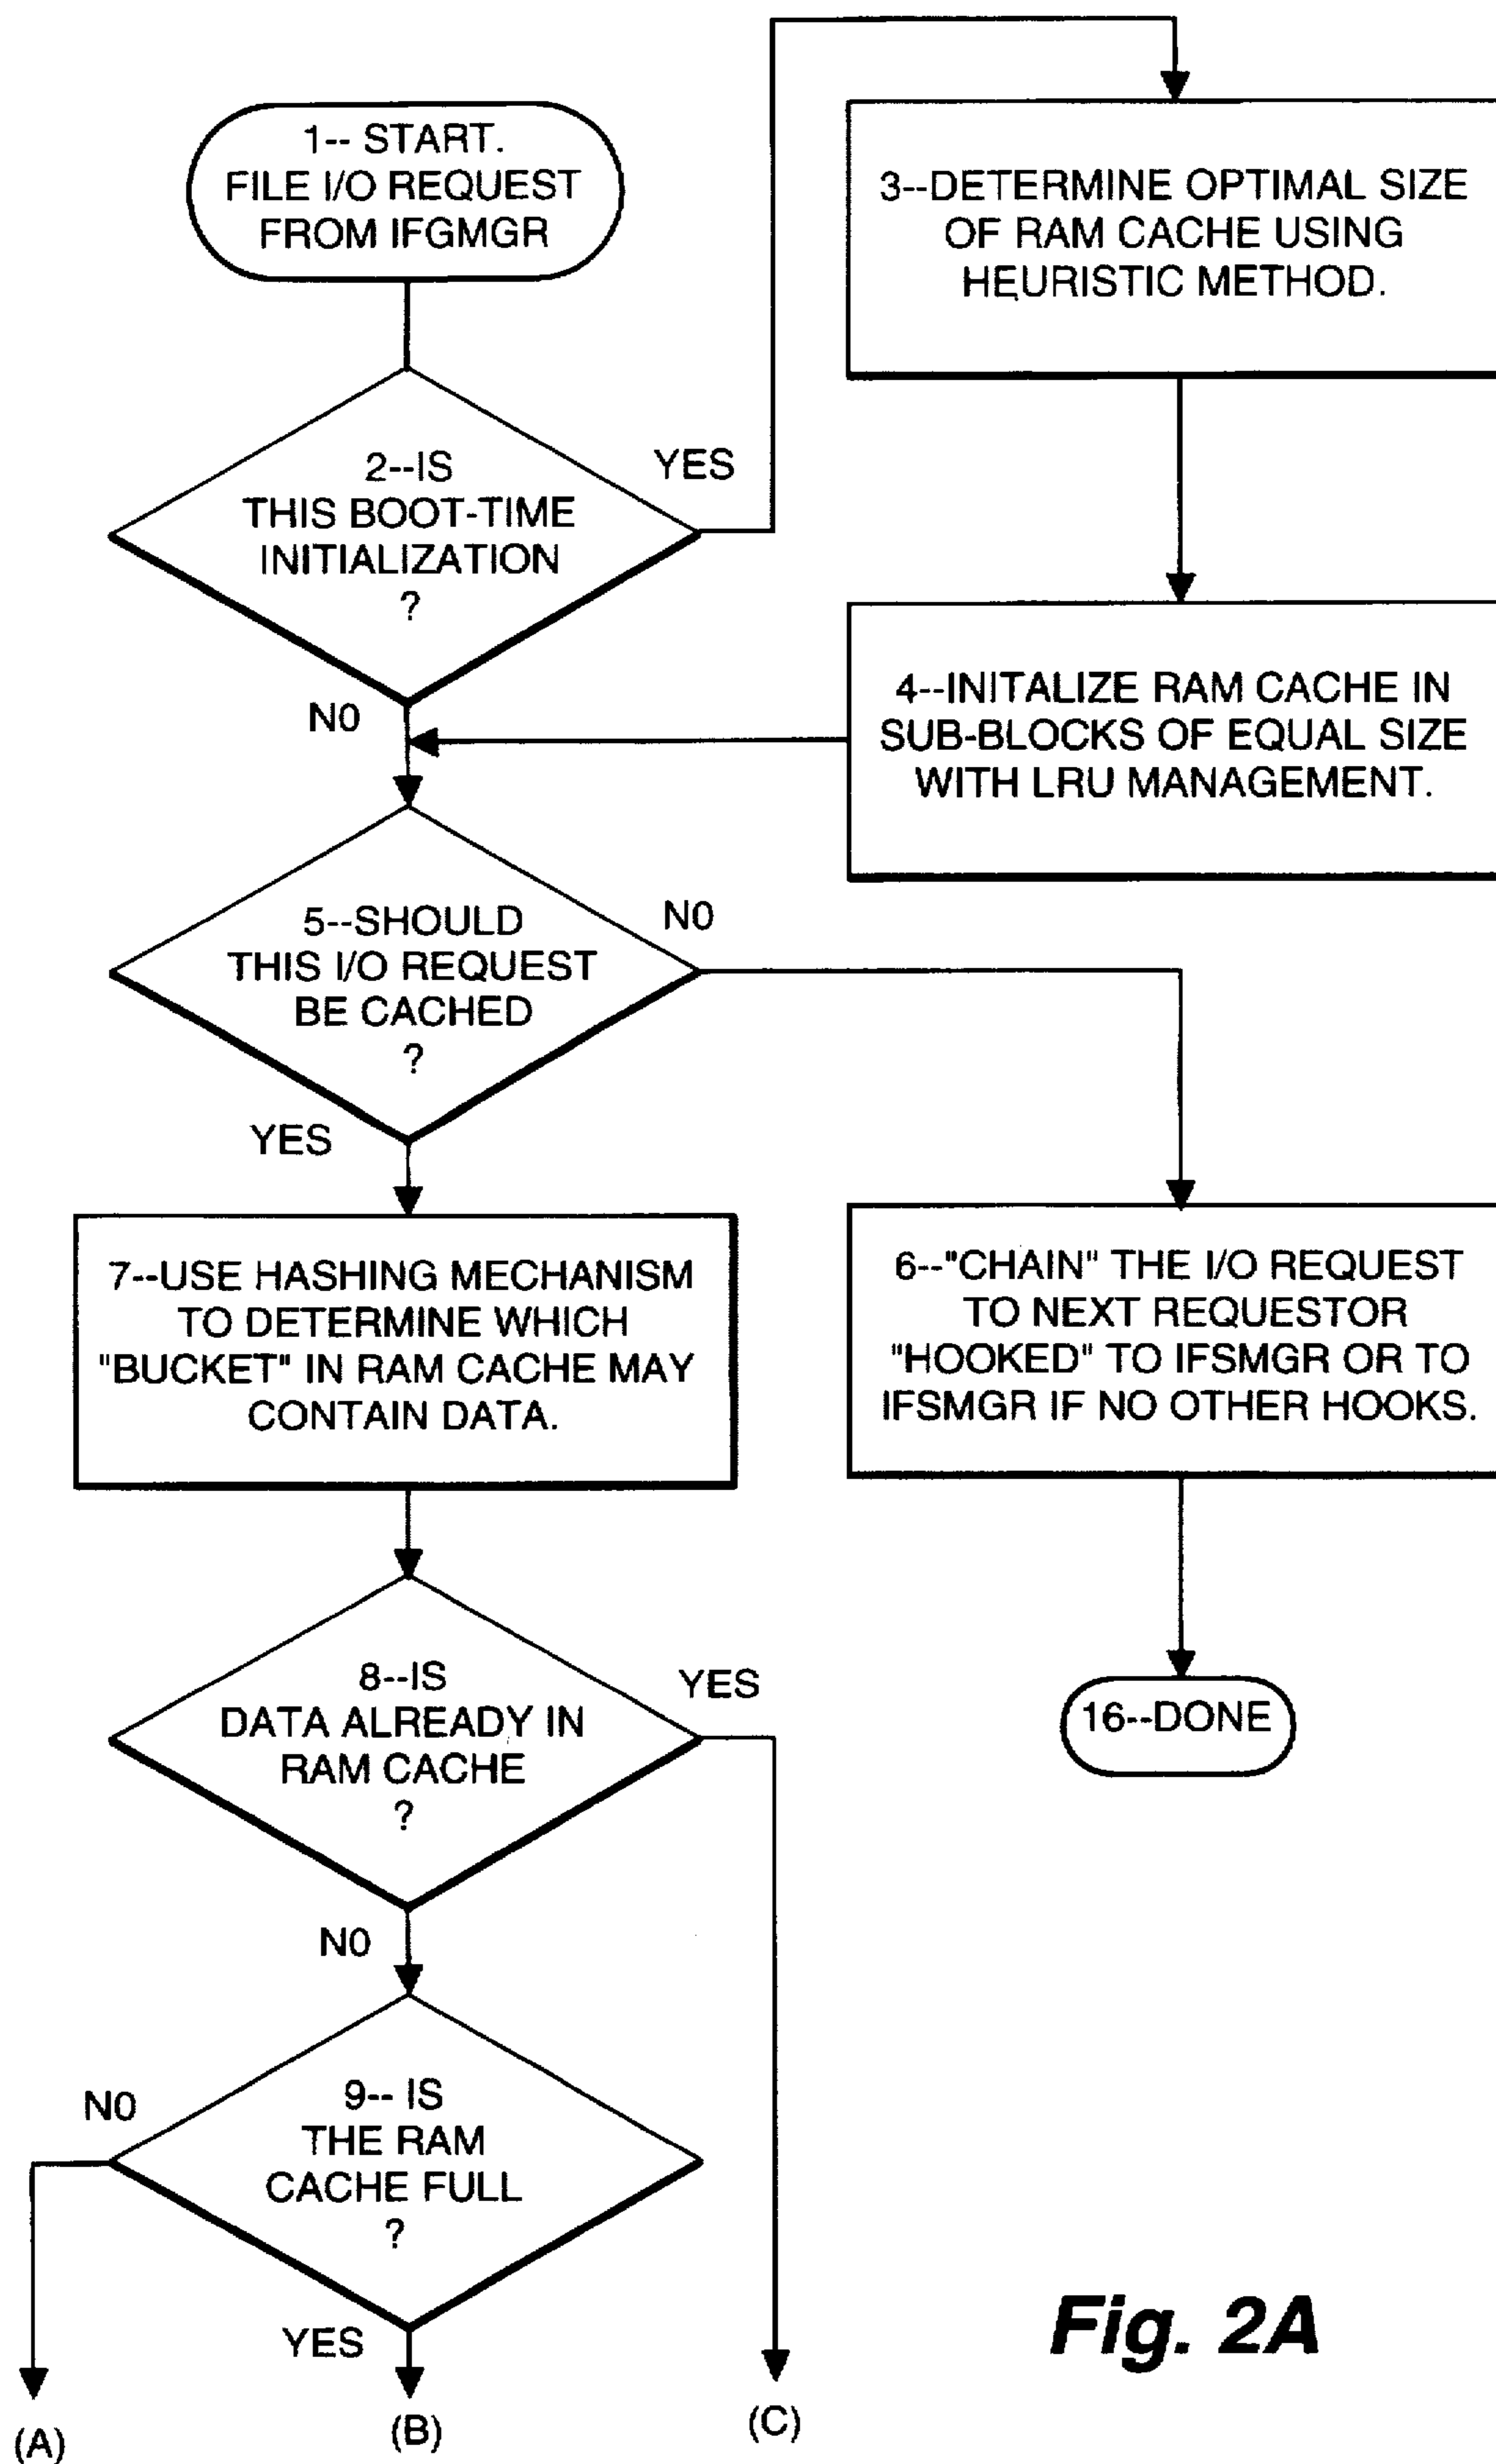 1-- START.
FILE I/O REQUEST
FROM IFGMGR
2--IS
THIS BOOT-TIME
INITIALIZATION
?
YES
NO
3--DETERMINE OPTIMAL SIZE
OF RAM CACHE USING
HEURISTIC METHOD.
4--INITALIZE RAM CACHE IN
SUB-BLOCKS OF EQUAL SIZE
WITH LRU MANAGEMENT.
5--SHOULD
THIS I/O REQUEST
BE CACHED
?
NO
YES
7--USE HASHING MECHANISM
TO DETERMINE WHICH
"BUCKET" IN RAM CACHE MAY
CONTAIN DATA.
6--"CHAIN" THE I/O REQUEST
TO NEXT REQUESTOR
"HOOKED" TO IFSMGR OR TO
IFSMGR IF NO OTHER HOOKS.
8--IS
DATA ALREADY IN
RAM CACHE
?
YES
NO
16--DONE
9-- IS
THE RAM
CACHE FULL
?
NO
YES
(A)
(B)
(C)
Fig. 2A